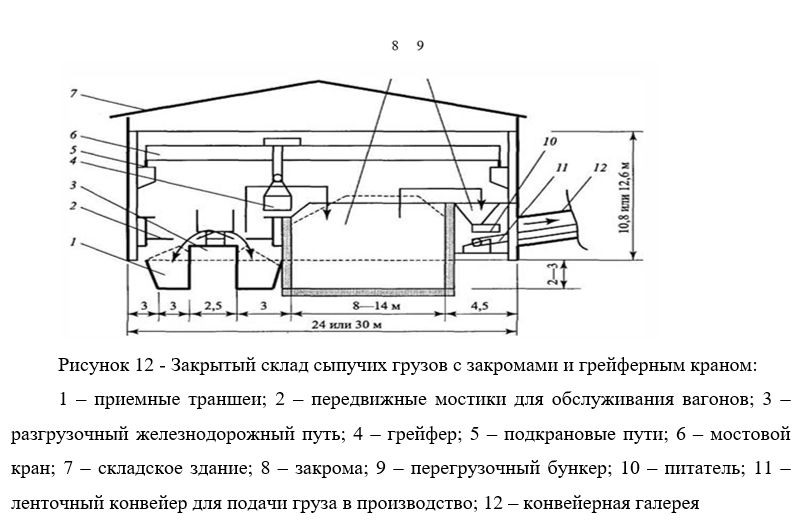 8 9
7
6
5
4
3
2
1
10
11
12
10,8 или 12,6 м
2—3
3 3 2,5 3 8—14 м 4,5
24 или 30 м
Рисунок 12 - Закрытый склад сыпучих грузов с закромами и грейферным краном:
1 – приемные траншеи; 2 – передвижные мостики для обслуживания вагонов; 3 –
разгрузочный железнодорожный путь; 4 – грейфер; 5 – подкрановые пути; 6 – мостовой
кран; 7 – складское здание; 8 – закрома; 9 – перегрузочный бункер; 10 – питатель; 11 –
ленточный конвейер для подачи груза в производство; 12 – конвейерная галерея